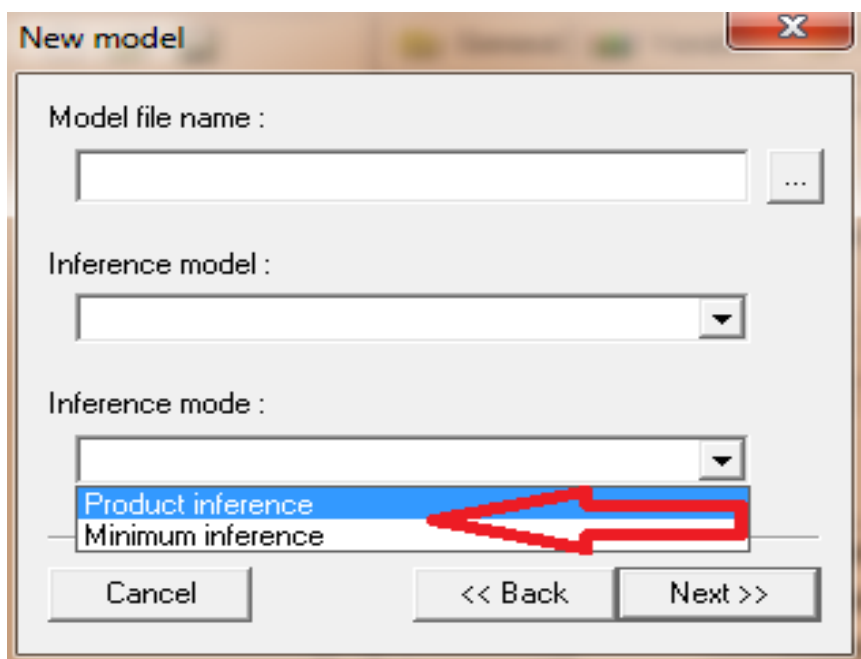 New model
Model file name :
...
Inference model :
Inference mode :
Product inference
Minimum inference
Cancel
<< Back
Next >>